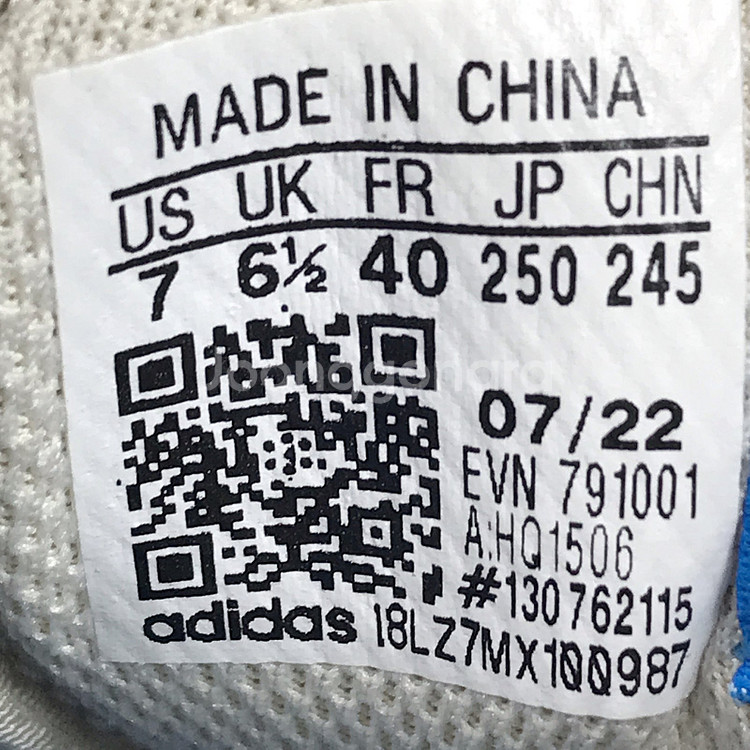 MADE IN CHINA
US UK FR JP CHN
7 6½ 40 250 245
Joonggonara
07/22
EVN 791001
A:HQ1506
#130762115
adidas 18LZ7MX100987